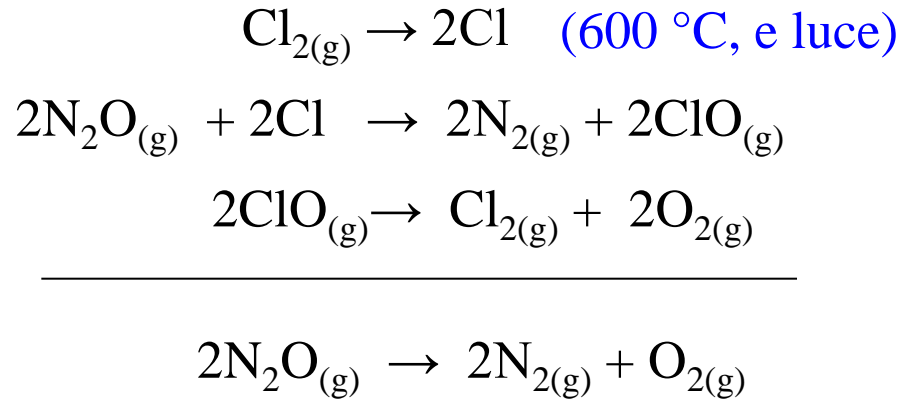 Cl₂₍g₎ → 2Cl (600 °C, e luce)
2N₂O₍g₎ + 2Cl → 2N₂₍g₎ + 2ClO₍g₎
2ClO₍g₎ → Cl₂₍g₎ + 2O₂₍g₎
2N₂O₍g₎ → 2N₂₍g₎ + O₂₍g₎